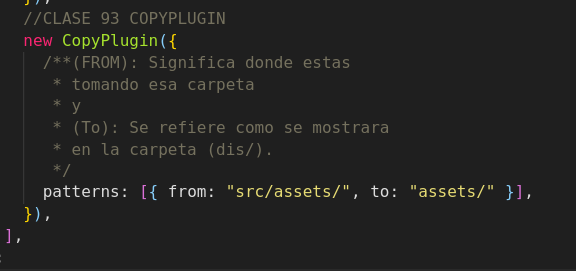 }),
//CLASE 93 COPYPLUGIN
new CopyPlugin({
/**(FROM): Significa donde estas
* tomando esa carpeta
* y
* (To): Se refiere como se mostrara
* en la carpeta (dis/).
*/
patterns: [{ from: "src/assets/", to: "assets/" }],
}),
],